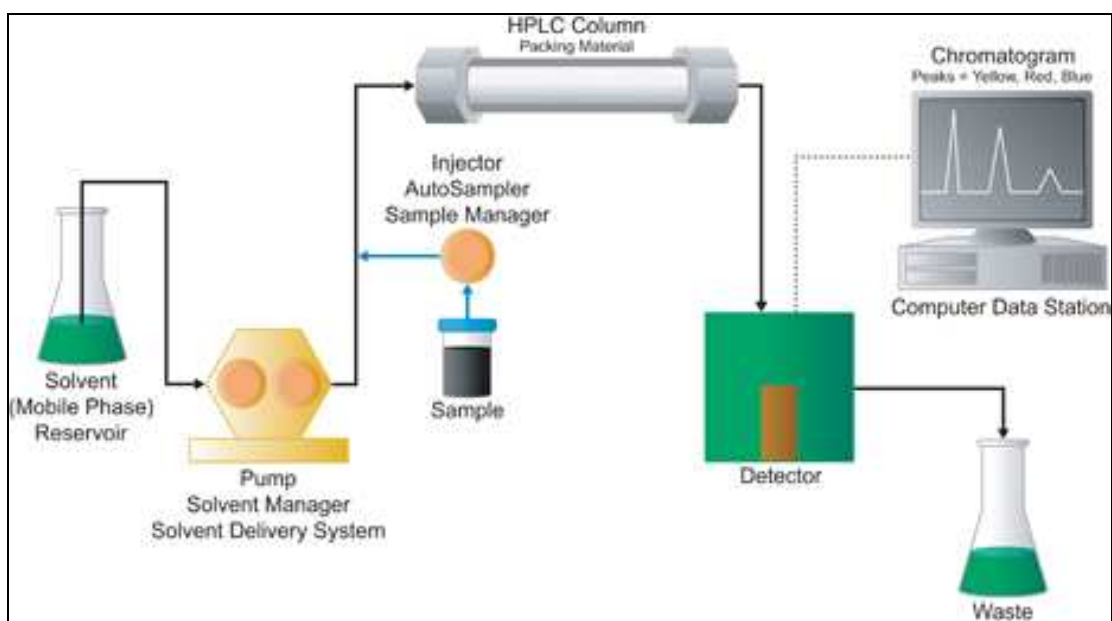 HPLC Column
Packing Material
Chromatogram
Peaks = Yellow, Red, Blue
Injector
AutoSampler
Sample Manager
Computer Data Station
Solvent
(Mobile Phase)
Reservoir
Sample
Pump
Solvent Manager
Solvent Delivery System
Detector
Waste